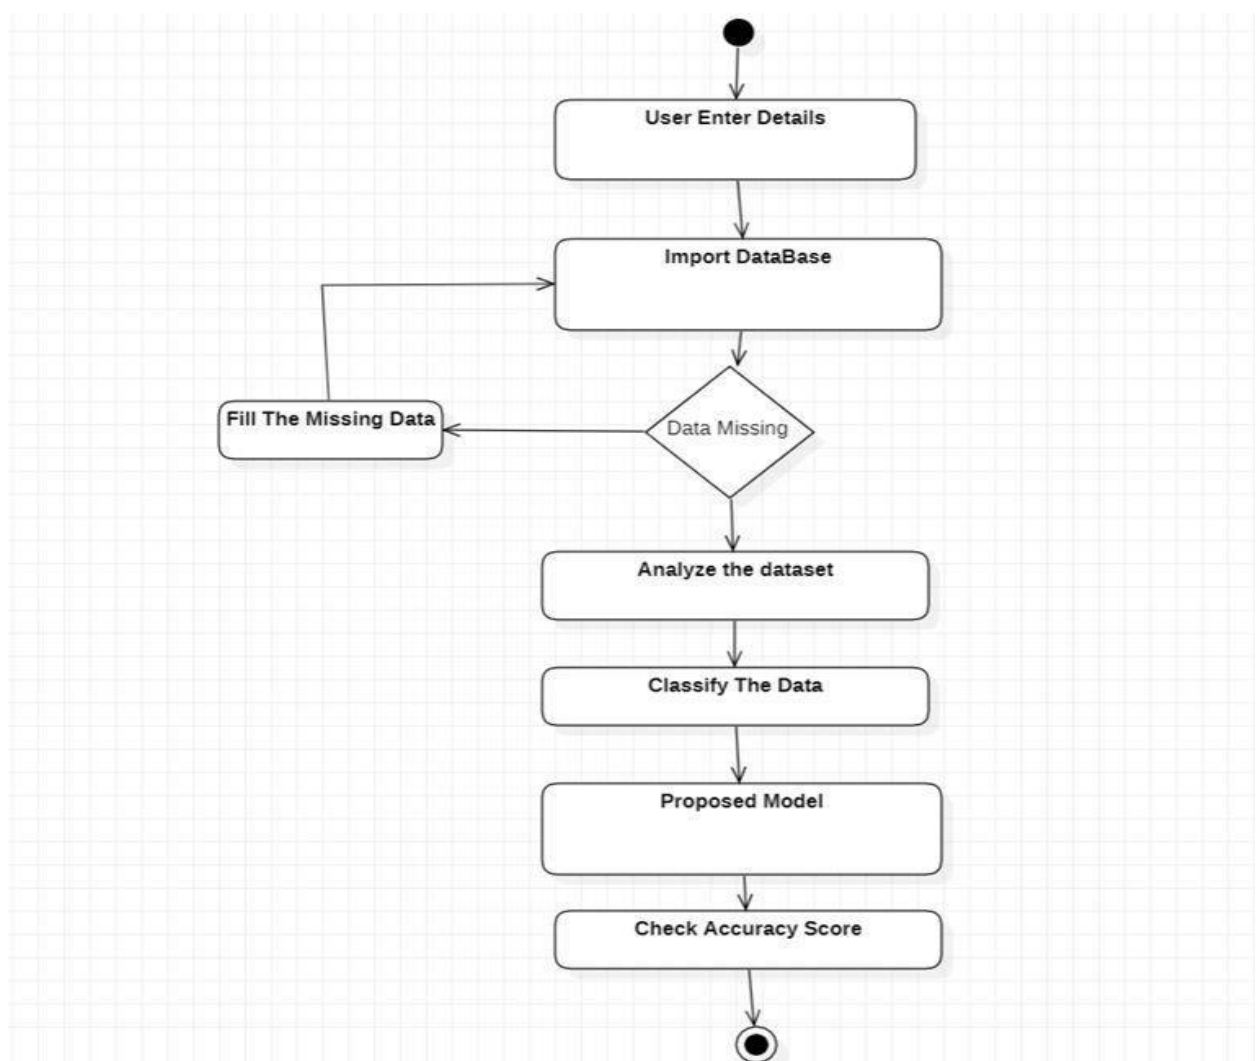 User Enter Details
Import DataBase
Fill The Missing Data
Data Missing
Analyze the dataset
Classify The Data
Proposed Model
Check Accuracy Score